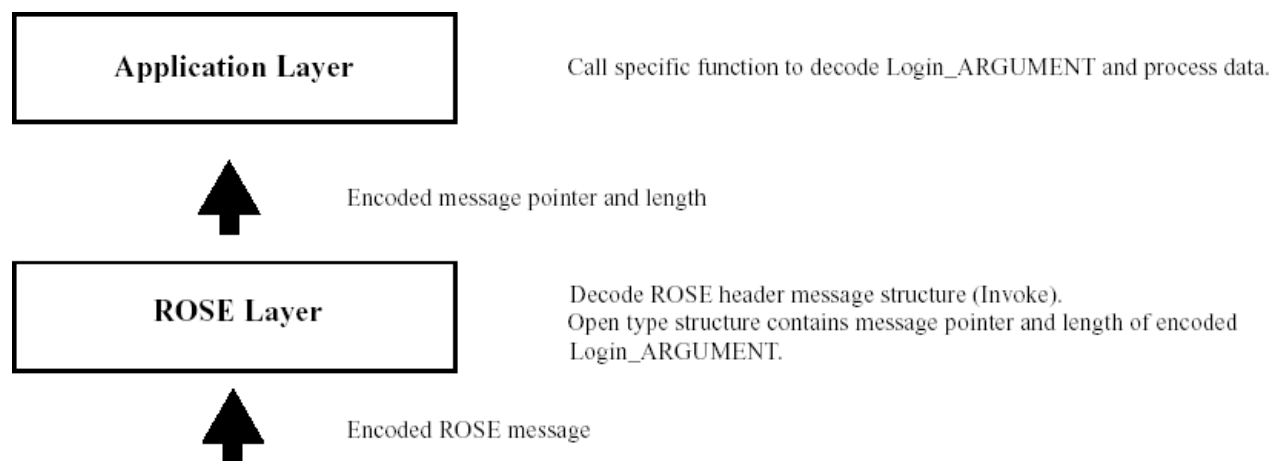 Application Layer
Call specific function to decode Login_ARGUMENT and process data.
Encoded message pointer and length
ROSE Layer
Decode ROSE header message structure (Invoke).
Open type structure contains message pointer and length of encoded
Login_ARGUMENT.
Encoded ROSE message